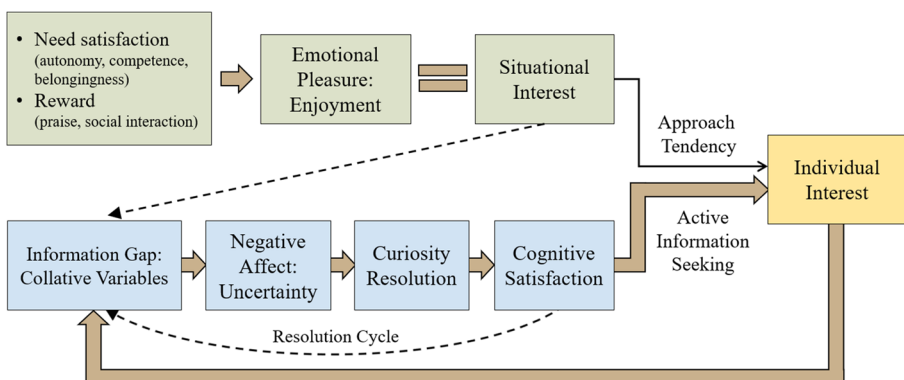 • Need satisfaction
(autonomy, competence,
belongingness)
• Reward
(praise, social interaction)
Emotional
Pleasure:
Enjoyment
Situational
Interest
Approach
Tendency
Individual
Interest
Information Gap:
Collative Variables
Negative
Affect:
Uncertainty
Curiosity
Resolution
Cognitive
Satisfaction
Active
Information
Seeking
Resolution Cycle